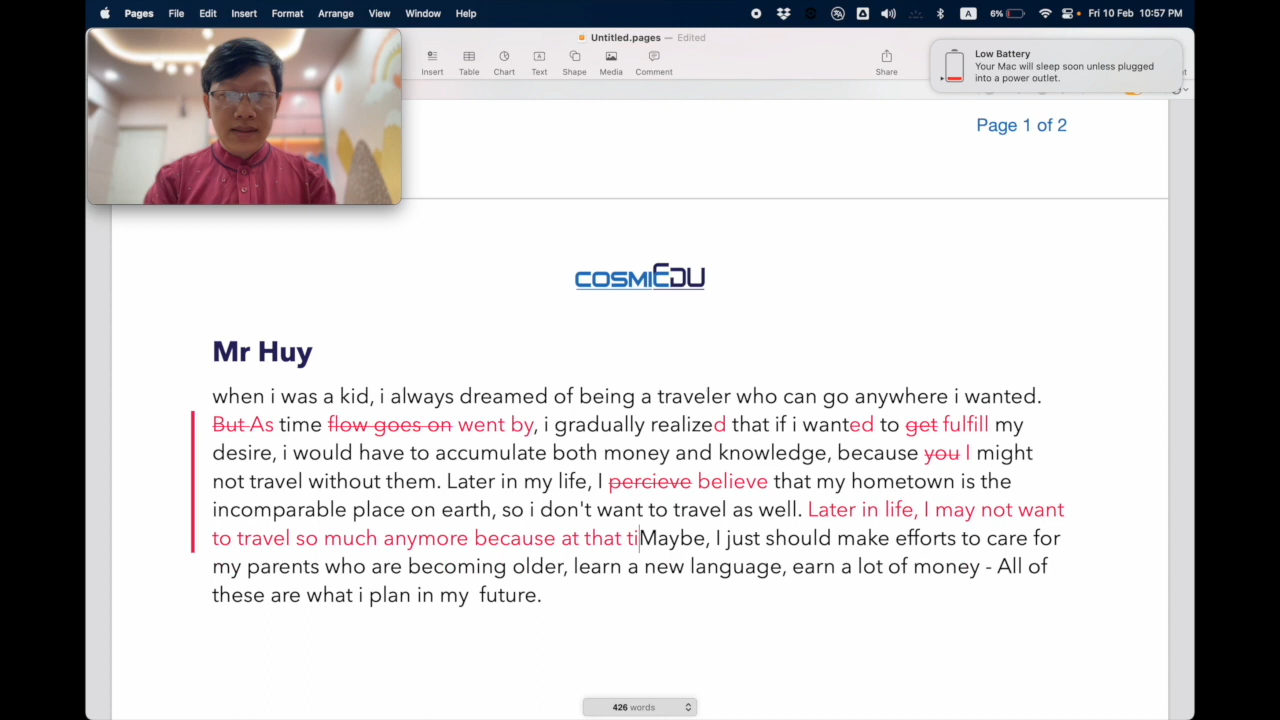 Pages File Edit Insert Format Arrange View Window Help A 6% Fri 10 Feb 10:57 PM
Untitled.pages — Edited
Insert Table Chart Text Shape Media Comment Share
Low Battery
Your Mac will sleep soon unless plugged
into a power outlet.
Page 1 of 2
COSMIEDU
Mr Huy
when i was a kid, i always dreamed of being a traveler who can go anywhere i wanted.
But As time flow goes on went by, i gradually realized that if i wanted to get fulfill my
desire, i would have to accumulate both money and knowledge, because you I might
not travel without them. Later in my life, I percieve believe that my hometown is the
incomparable place on earth, so i don't want to travel as well. Later in life, I may not want
to travel so much anymore because at that tiMaybe, I just should make efforts to care for
my parents who are becoming older, learn a new language, earn a lot of money - All of
these are what i plan in my future.
426 words